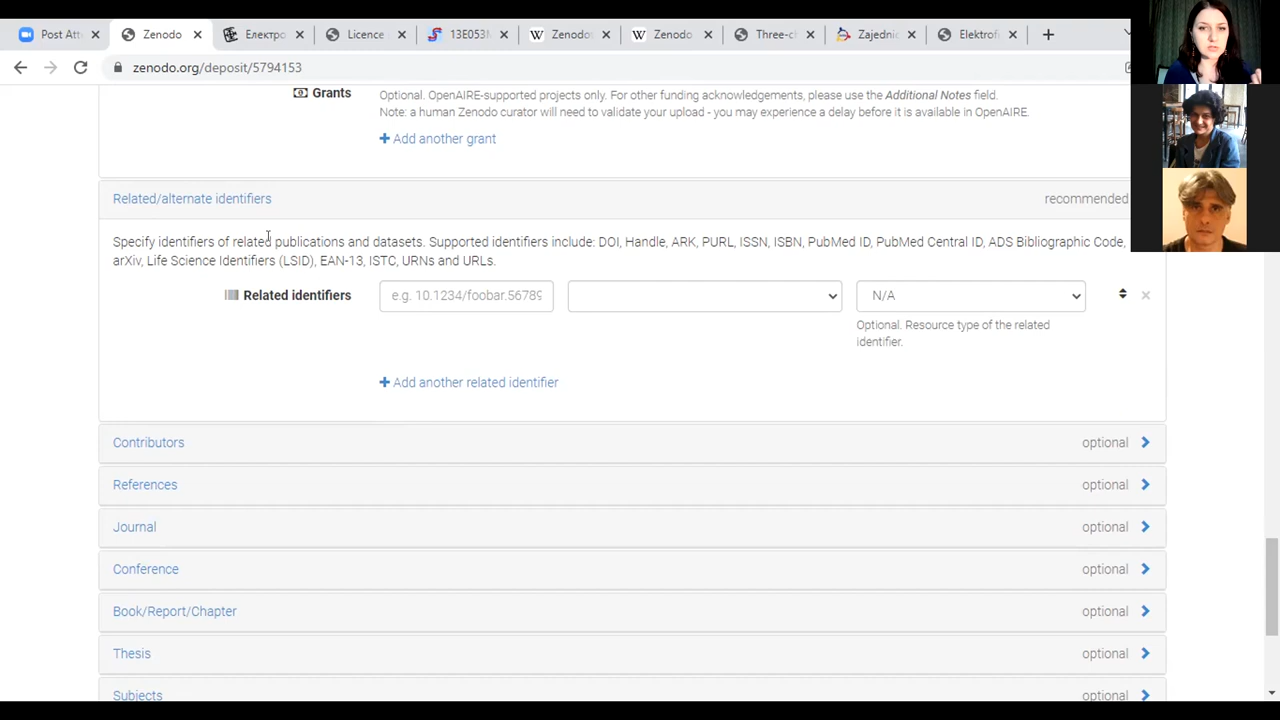 Post Att
Zenodo
Електро
Licence
13E053I
Zenodo
Zenodo
Three-cl
Zajedni
Elektrofi
zenodo.org/deposit/5794153
Grants
Optional. OpenAIRE-supported projects only. For other funding acknowledgements, please use the Additional Notes field.
Note: a human Zenodo curator will need to validate your upload - you may experience a delay before it is available in OpenAIRE.
Add another grant
Related/alternate identifiers
recommended
Specify identifiers of related publications and datasets. Supported identifiers include: DOI, Handle, ARK, PURL, ISSN, ISBN, PubMed ID, PubMed Central ID, ADS Bibliographic Code,
arXiv, Life Science Identifiers (LSID), EAN-13, ISTC, URNs and URLs.
Related identifiers
e.g. 10.1234/foobar.56789
N/A
Optional. Resource type of the related
identifier.
Add another related identifier
Contributors
optional
References
optional
Journal
optional
Conference
optional
Book/Report/Chapter
optional
Thesis
optional
Subjects
optional